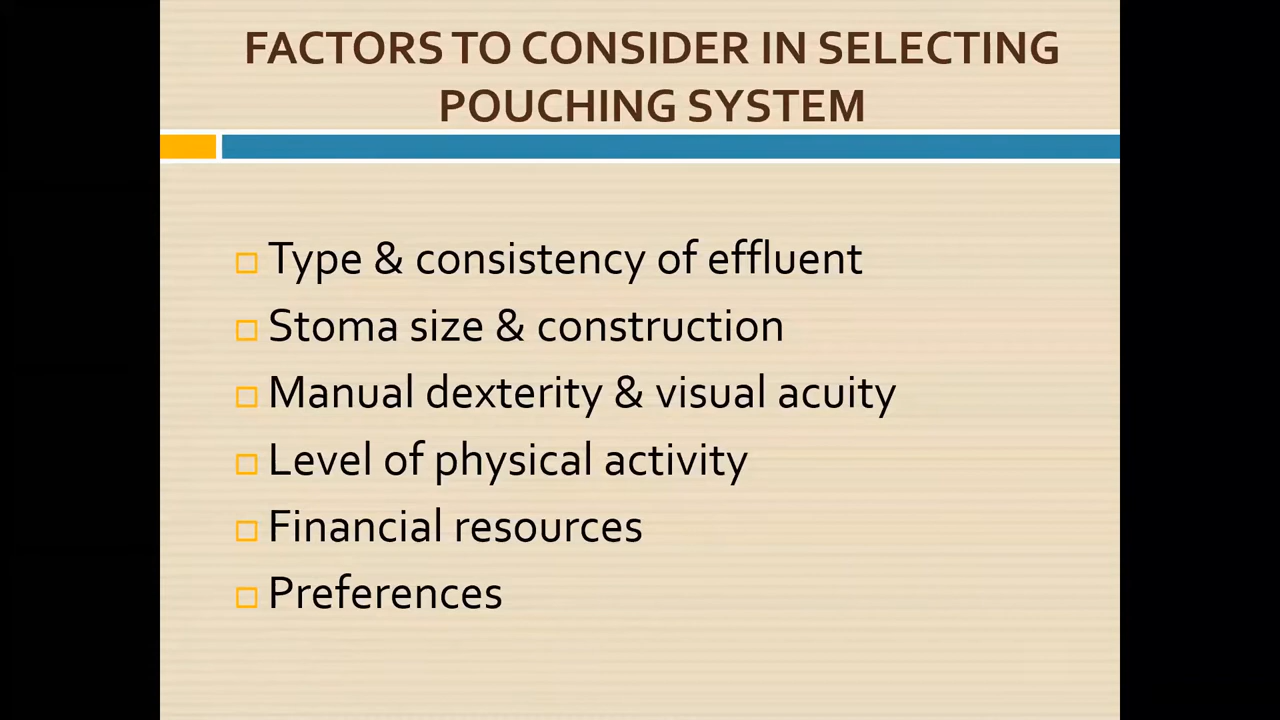 FACTORS TO CONSIDER IN SELECTING
POUCHING SYSTEM
Type & consistency of effluent
Stoma size & construction
Manual dexterity & visual acuity
Level of physical activity
Financial resources
Preferences